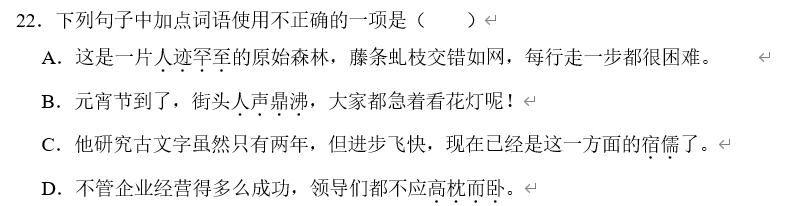 22．下列句子中加点词语使用不正确的一项是（　　）↵
A．这是一片人迹罕至的原始森林，藤条虬枝交错如网，每行走一步都很困难。 ↵
B．元宵节到了，街头人声鼎沸，大家都急着看花灯呢！↵
C．他研究古文字虽然只有两年，但进步飞快，现在已经是这一方面的宿儒了。↵
D．不管企业经营得多么成功，领导们都不应高枕而卧。↵